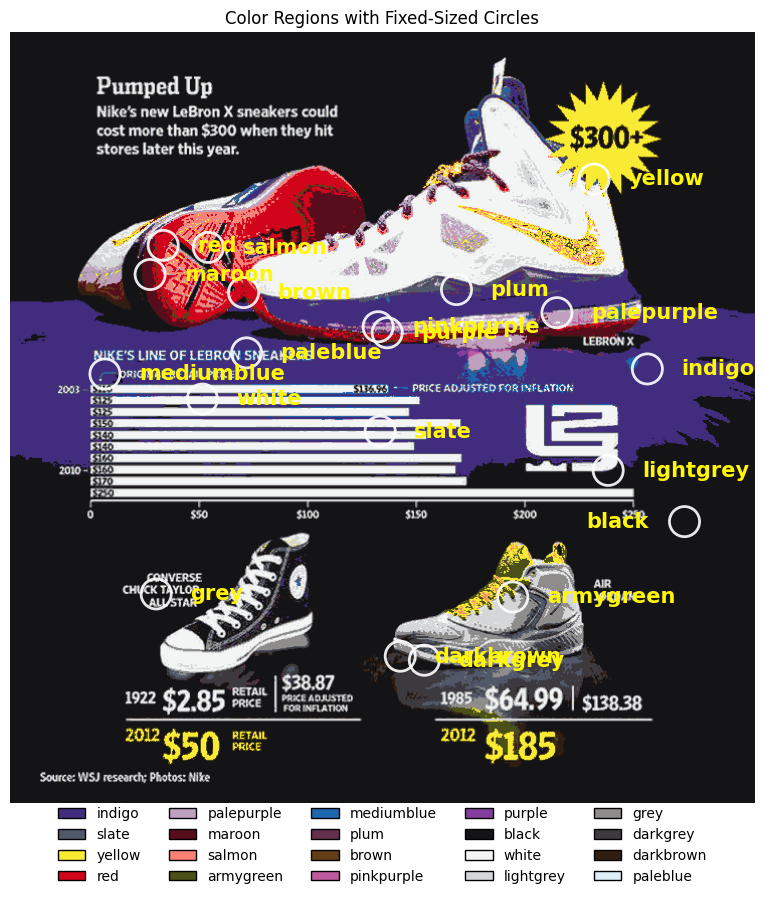 Color Regions with Fixed-Sized Circles
Pumped Up
Nike's new LeBron X sneakers could
cost more than $300 when they hit
stores later this year.
$300+
yellow
red
salmon
maroon
brown
plum
palepurple
pinkpurple
purple
LEBRON X
NIKE'S LINE OF LEBRON SNEAKERS
paleblue
indigo
mediumblue
2003
$136.96
PRICE ADJUSTED FOR INFLATION
$125
white
$125
$150
$140
slate
$140
$160
2010
$160
lightgrey
$170
$250
0
$50
$100
$150
$200
$250
black
CONVERSE
CHUCK TAYLOR
ALL STAR
grey
AIR
armygreen
darkbrown
darkgrey
1922
$2.85
RETAIL
PRICE
$38.87
PRICE ADJUSTED
FOR INFLATION
1985
$64.99
$138.38
2012
$50
RETAIL
PRICE
2012
$185
Source: WSJ research; Photos: Nike
indigo palepurple mediumblue purple grey
slate maroon plum black darkgrey
yellow salmon brown white darkbrown
red armygreen pinkpurple lightgrey paleblue